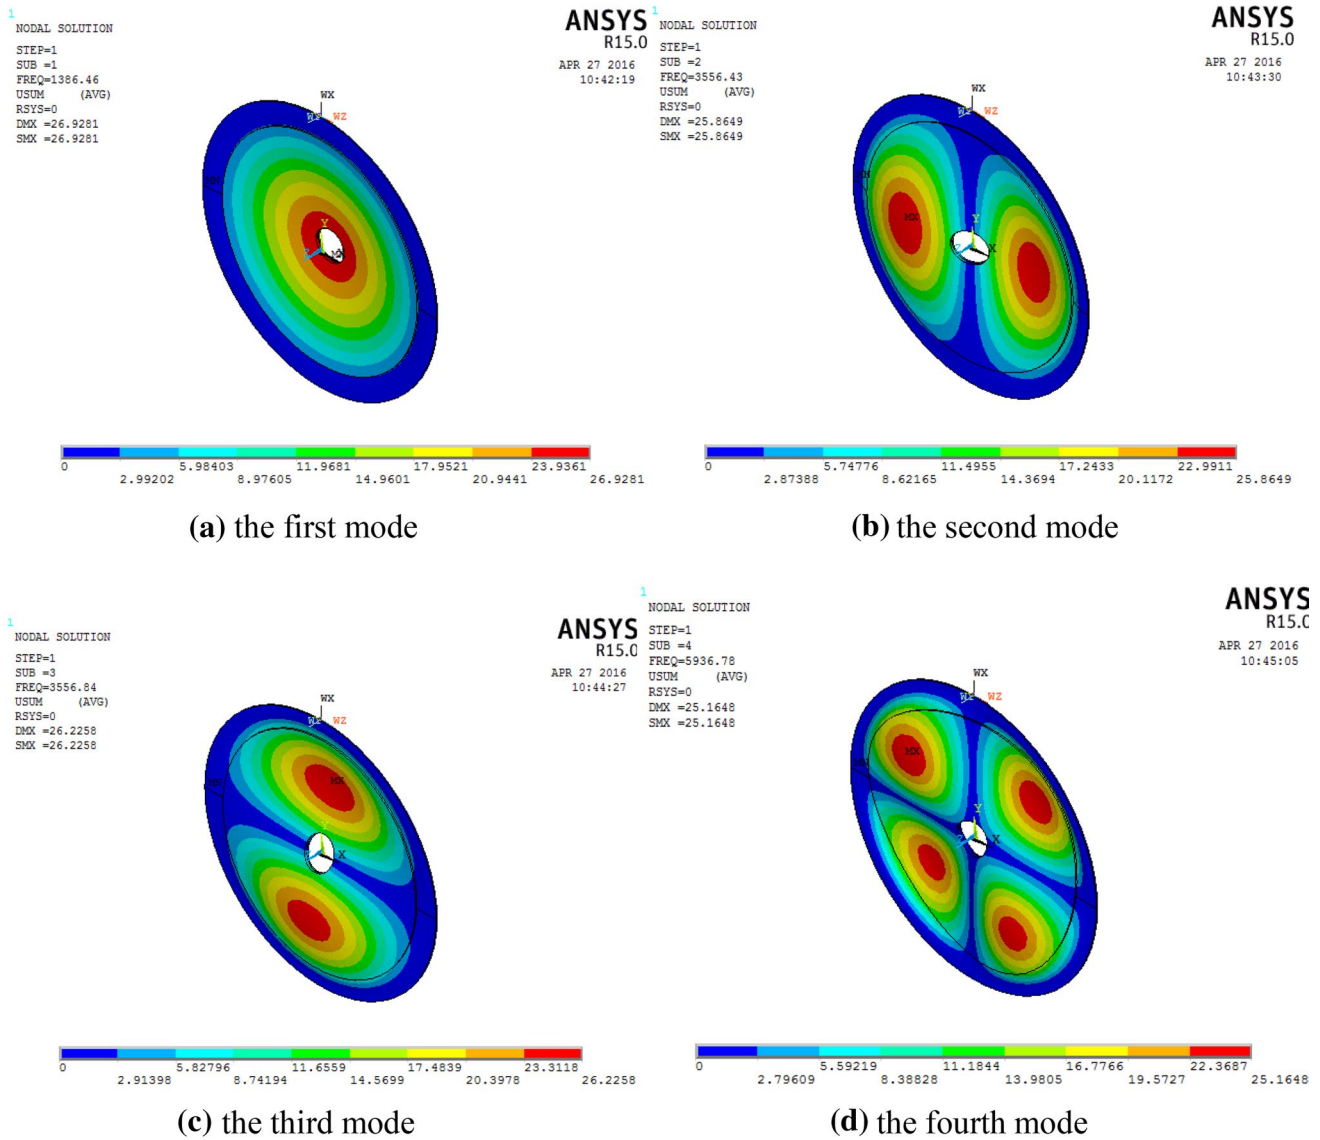 1
NODAL SOLUTION
STEP=1
SUB =1
FREQ=1386.46
USUM (AVG)
RSYS=0
DMX =26.9281
SMX =26.9281
ANSYS
R15.0
APR 27 2016
10:42:19
WX
WZ
MN
Y
Z
0 5.98403 11.9681 17.9521 23.9361
2.99202 8.97605 14.9601 20.9441 26.9281
(a) the first mode
1
NODAL SOLUTION
STEP=1
SUB =2
FREQ=3556.43
USUM (AVG)
RSYS=0
DMX =25.8649
SMX =25.8649
ANSYS
R15.0
APR 27 2016
10:43:30
WX
WZ
MN
MX
Y
Z X
0 5.74776 11.4955 17.2433 22.9911
2.87388 8.62165 14.3694 20.1172 25.8649
(b) the second mode
1
NODAL SOLUTION
STEP=1
SUB =3
FREQ=3556.84
USUM (AVG)
RSYS=0
DMX =26.2258
SMX =26.2258
ANSYS
R15.0
APR 27 2016
10:44:27
WX
WZ
MN
MX
Y
X
0 5.82796 11.6559 17.4839 23.3118
2.91398 8.74194 14.5699 20.3978 26.2258
(c) the third mode
1
NODAL SOLUTION
STEP=1
SUB =4
FREQ=5936.78
USUM (AVG)
RSYS=0
DMX =25.1648
SMX =25.1648
ANSYS
R15.0
APR 27 2016
10:45:05
WX
WZ
MX
MN
Y
Z X
0 5.59219 11.1844 16.7766 22.3687
2.79609 8.38828 13.9805 19.5727 25.1648
(d) the fourth mode